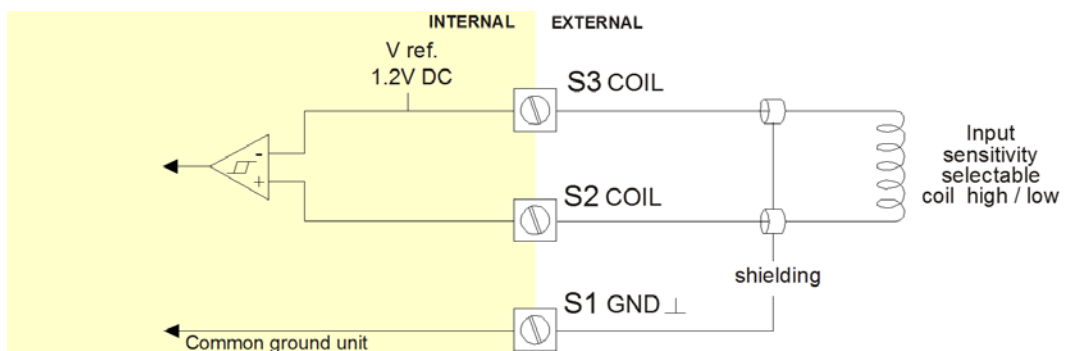 INTERNAL EXTERNAL
V ref.
1.2V DC
S3 COIL
-
+
S2 COIL
Input
sensitivity
selectable
coil high / low
shielding
S1 GND ⊥
Common ground unit